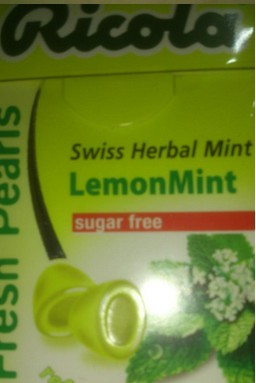 Ricola
Swiss Herbal Mint
LemonMint
sugar free
Fresh Pearls